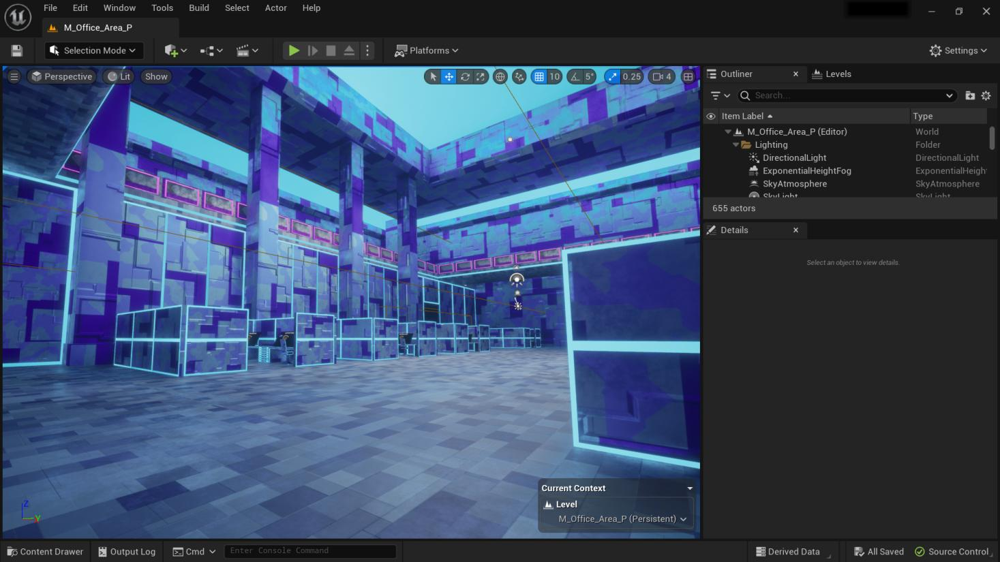 File Edit Window Tools Build Select Actor Help
M_Office_Area_P
Selection Mode
Platforms
Settings
Perspective Lit Show 10 5° 0.25 4
Outliner Levels
Search...
Item Label Type
M_Office_Area_P (Editor) World
Lighting Folder
DirectionalLight DirectionalLight
ExponentialHeightFog ExponentialHeight
SkyAtmosphere SkyAtmosphere
SkyLight SkyLight
655 actors
Details
Select an object to view details.
Current Context
Level
M_Office_Area_P (Persistent)
Z
Y
Content Drawer Output Log Cmd Enter Console Command Derived Data All Saved Source Control